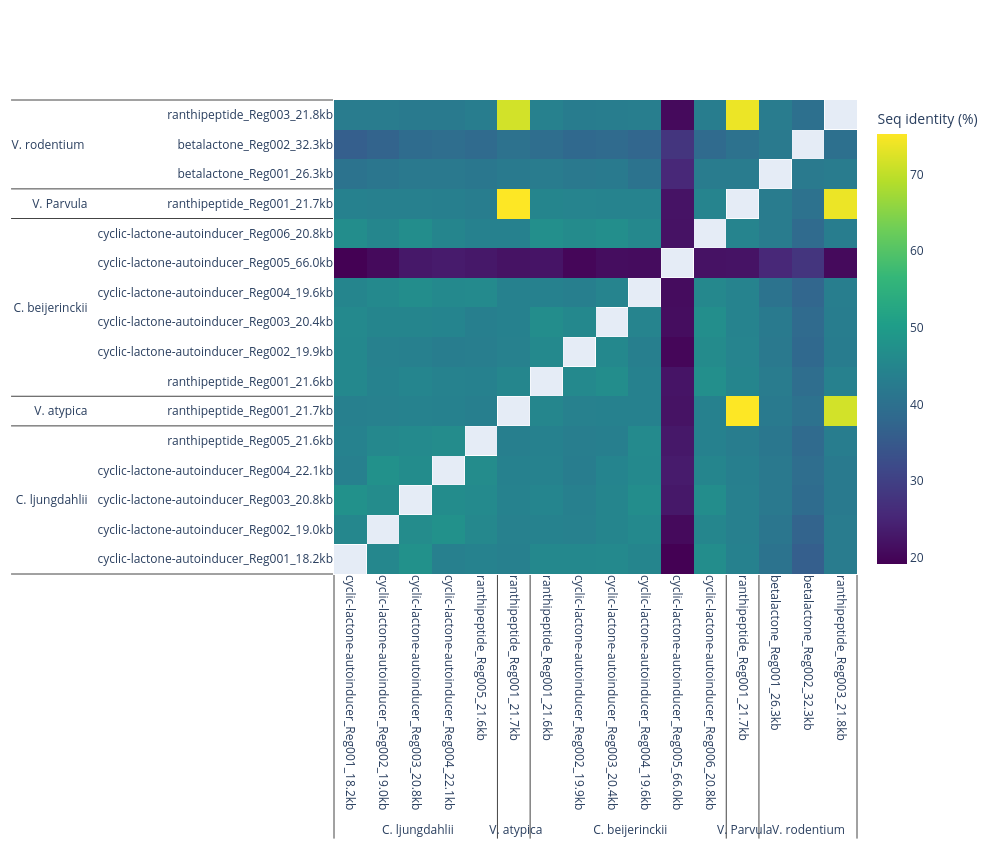 Seq identity (%)
70
60
50
40
30
20
V. rodentium
ranthipeptide_Reg003_21.8kb
betalactone_Reg002_32.3kb
betalactone_Reg001_26.3kb
V. Parvula
ranthipeptide_Reg001_21.7kb
C. beijerinckii
cyclic-lactone-autoinducer_Reg006_20.8kb
cyclic-lactone-autoinducer_Reg005_66.0kb
cyclic-lactone-autoinducer_Reg004_19.6kb
cyclic-lactone-autoinducer_Reg003_20.4kb
cyclic-lactone-autoinducer_Reg002_19.9kb
ranthipeptide_Reg001_21.6kb
V. atypica
ranthipeptide_Reg001_21.7kb
C. ljungdahlii
ranthipeptide_Reg005_21.6kb
cyclic-lactone-autoinducer_Reg004_22.1kb
cyclic-lactone-autoinducer_Reg003_20.8kb
cyclic-lactone-autoinducer_Reg002_19.0kb
cyclic-lactone-autoinducer_Reg001_18.2kb
cyclic-lactone-autoinducer_Reg001_18.2kb
cyclic-lactone-autoinducer_Reg002_19.0kb
cyclic-lactone-autoinducer_Reg003_20.8kb
cyclic-lactone-autoinducer_Reg004_22.1kb
ranthipeptide_Reg005_21.6kb
ranthipeptide_Reg001_21.7kb
ranthipeptide_Reg001_21.6kb
cyclic-lactone-autoinducer_Reg002_19.9kb
cyclic-lactone-autoinducer_Reg003_20.4kb
cyclic-lactone-autoinducer_Reg004_19.6kb
cyclic-lactone-autoinducer_Reg005_66.0kb
cyclic-lactone-autoinducer_Reg006_20.8kb
ranthipeptide_Reg001_21.7kb
betalactone_Reg001_26.3kb
betalactone_Reg002_32.3kb
ranthipeptide_Reg003_21.8kb
C. ljungdahlii
V. atypica
C. beijerinckii
V. Parvula
V. rodentium